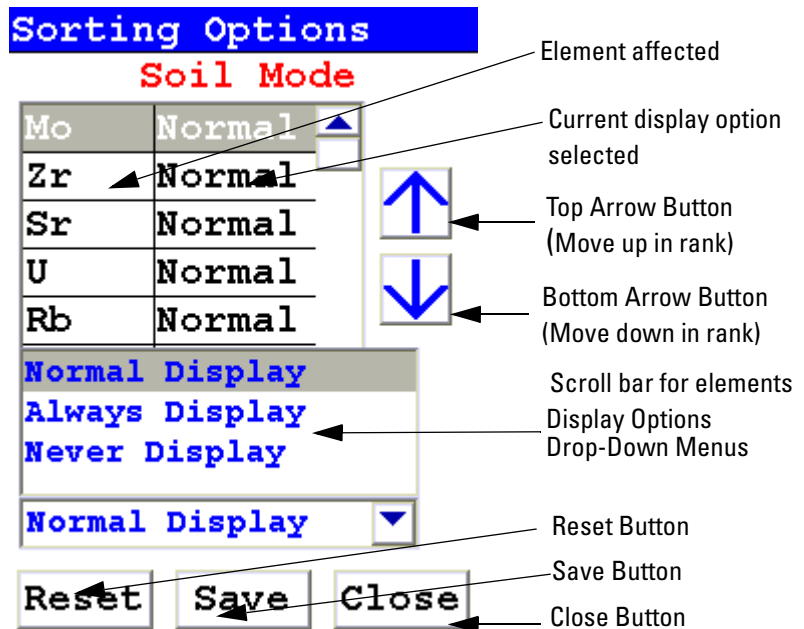 Sorting Options
Soil Mode
Mo Normal
Zr Normal
Sr Normal
U Normal
Rb Normal
Normal Display
Always Display
Never Display
Normal Display
Reset Save Close
Element affected
Current display option
selected
Top Arrow Button
(Move up in rank)
Bottom Arrow Button
(Move down in rank)
Scroll bar for elements
Display Options
Drop-Down Menus
Reset Button
Save Button
Close Button